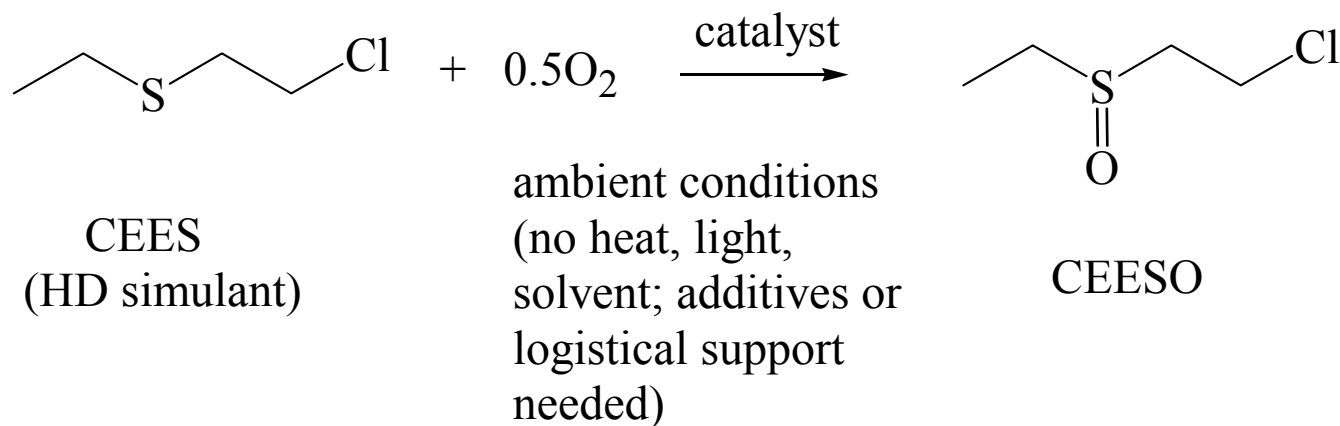 S
Cl
+ 0.5O₂
catalyst
S
O
Cl
ambient conditions
(no heat, light,
solvent; additives or
logistical support
needed)
CEES
(HD simulant)
CEESO